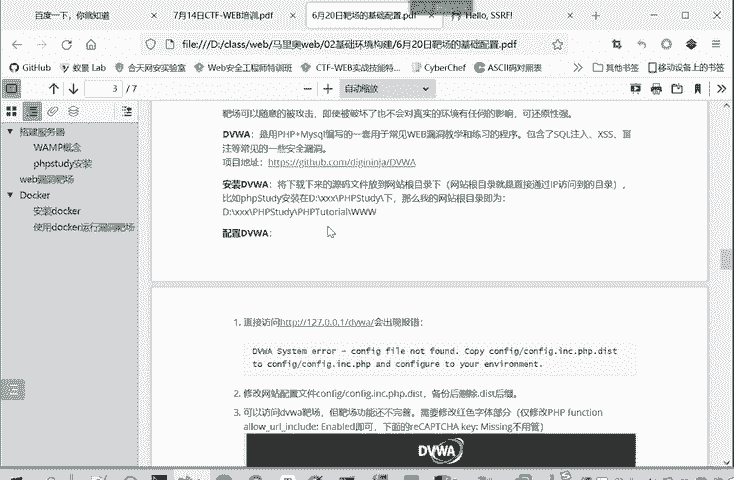 百度一下，你就知道
7月14日CTF-WEB培训.pdf
6月20日靶场的基础配置.pdf
Hello, SSRF!
file:///D:/class/web/马里奥web/02基础环境构建/6月20日靶场的基础配置.pdf
GitHub
蚁景 Lab
合天网安实验室
Web安全工程师特训班
CTF-WEB实战技能特...
CyberChef
ASCII码对照表
其他书签
移动设备上的书签
3 / 7
自动缩放
搭建服务器
WAMP概念
phpstudy安装
web漏洞靶场
Docker
安装docker
使用docker运行漏洞靶场
靶场可以随意的被攻击，即使被破坏了也不会对真实的环境有任何的影响，可还原性强。
DVWA：是用PHP+Mysql编写的一套用于常见WEB漏洞教学和练习的程序。包含了SQL注入、XSS、盲
注等常见的一些安全漏洞。
项目地址：https://github.com/digininja/DVWA
安装DVWA：将下载下来的源码文件放到网站根目录下（网站根目录就是直接通过IP访问到的目录），
比如phpStudy安装在D:\xxx\PHPStudy\下，那么我的网站根目录即为：
D:\xxx\PHPStudy\PHPTutorial\WWW
配置DVWA：
1. 直接访问http://127.0.0.1/dvwa/会出现报错：
DVWA System error - config file not found. Copy config/config.inc.php.dist
to config/config.inc.php and configure to your environment.
2. 修改网站配置文件config/config.inc.php.dist，备份后删除.dist后缀。
3. 可以访问dvwa靶场，但靶场功能还不完善。需要修改红色字体部分（仅修改PHP function
allow_url_include: Enabled即可，下面的reCAPTCHA key: Missing不用管）
DVWA